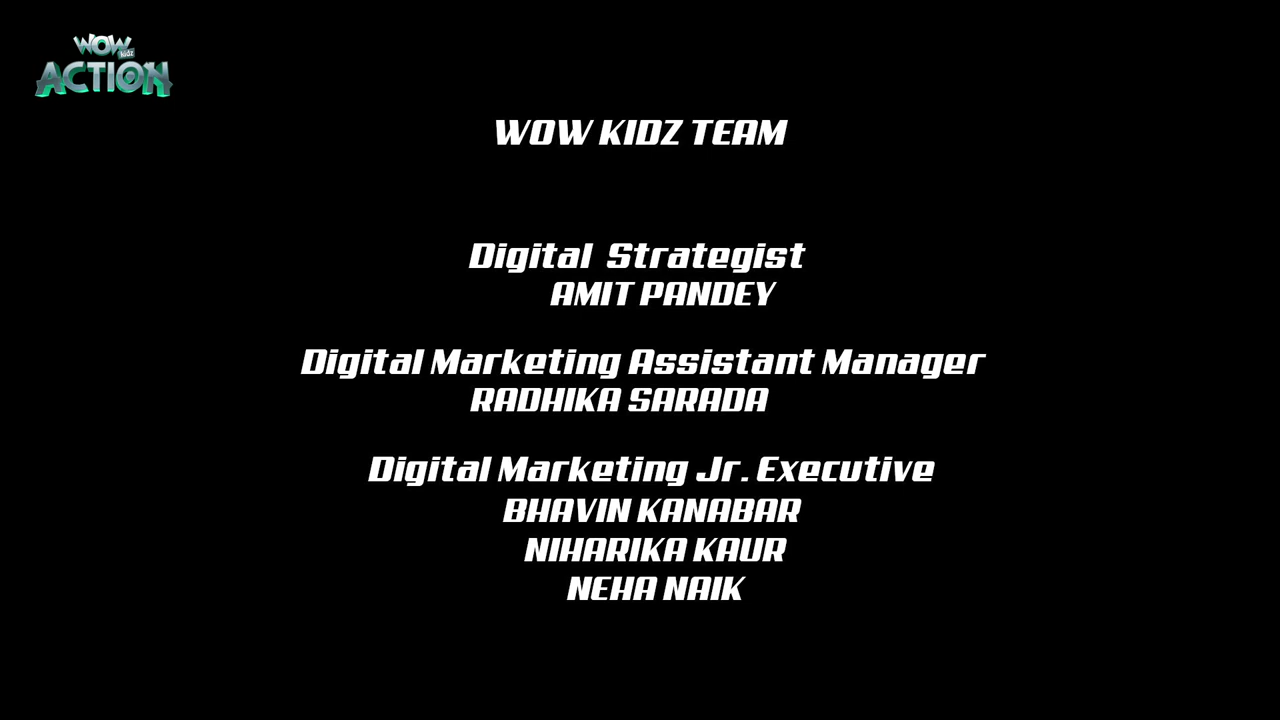 WOW
Kidz
ACTION
WOW KIDZ TEAM
Digital Strategist
AMIT PANDEY
Digital Marketing Assistant Manager
RADHIKA SARADA
Digital Marketing Jr. Executive
BHAVIN KANABAR
NIHARIKA KAUR
NEHA NAIK